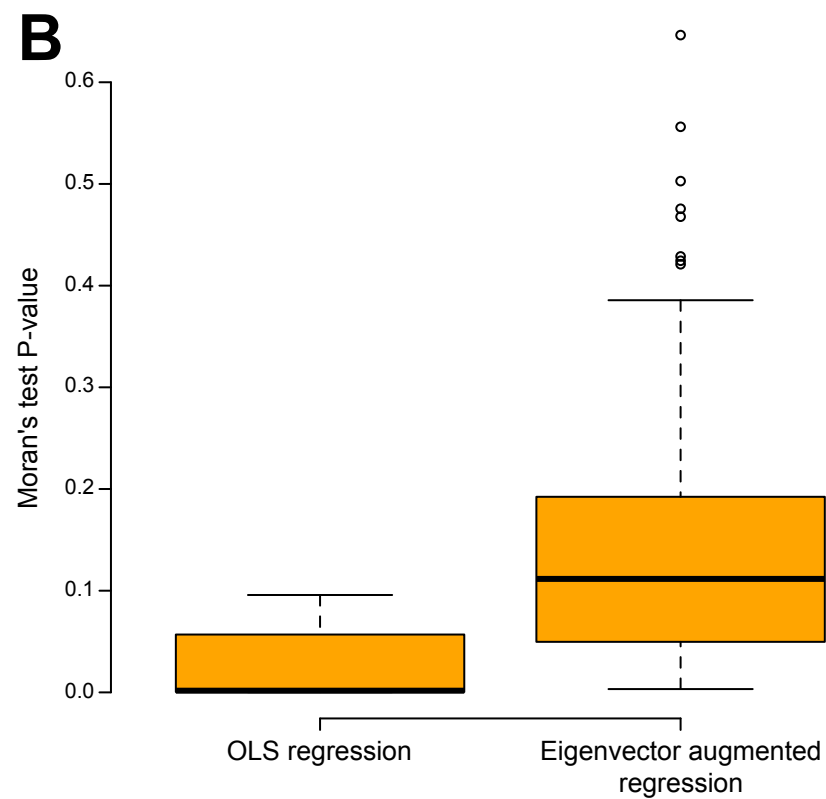 B
0.6
0.5
0.4
0.3
0.2
0.1
0.0
Moran's test P-value
OLS regression
Eigenvector augmented
regression